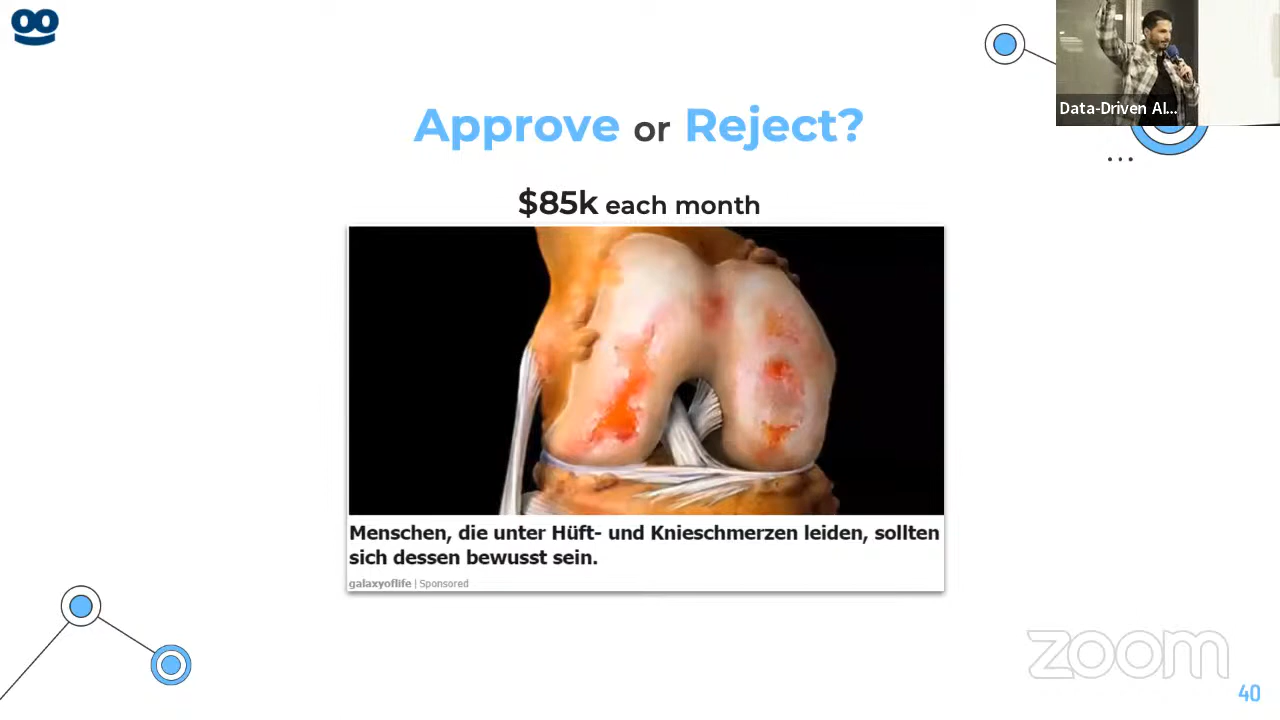 Data-Driven Al...
Approve or Reject?
$85k each month
Menschen, die unter Hüft- und Knieschmerzen leiden, sollten
sich dessen bewusst sein.
galaxyoflife | Sponsored
zoom
40